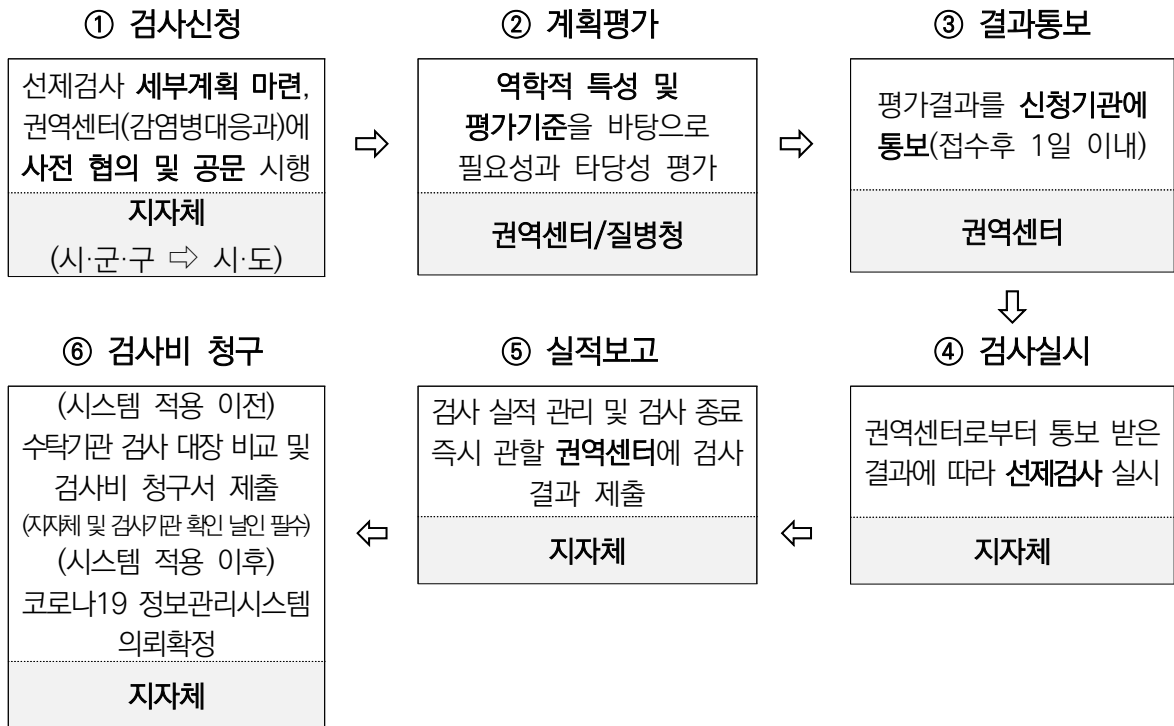 ① 검사신청
선제검사 세부계획 마련,
권역센터(감염병대응과)에
사전 협의 및 공문 시행
지자체
(시·군·구 ⇨ 시·도)
⇨
② 계획평가
역학적 특성 및
평가기준을 바탕으로
필요성과 타당성 평가
권역센터/질병청
⇨
③ 결과통보
평가결과를 신청기관에
통보(접수후 1일 이내)
권역센터
⇩
④ 검사실시
권역센터로부터 통보 받은
결과에 따라 선제검사 실시
지자체
⇦
⑤ 실적보고
검사 실적 관리 및 검사 종료
즉시 관할 권역센터에 검사
결과 제출
지자체
⇦
⑥ 검사비 청구
(시스템 적용 이전)
수탁기관 검사 대장 비교 및
검사비 청구서 제출
(지자체 및 검사기관 확인 날인 필수)
(시스템 적용 이후)
코로나19 정보관리시스템
의뢰확정
지자체